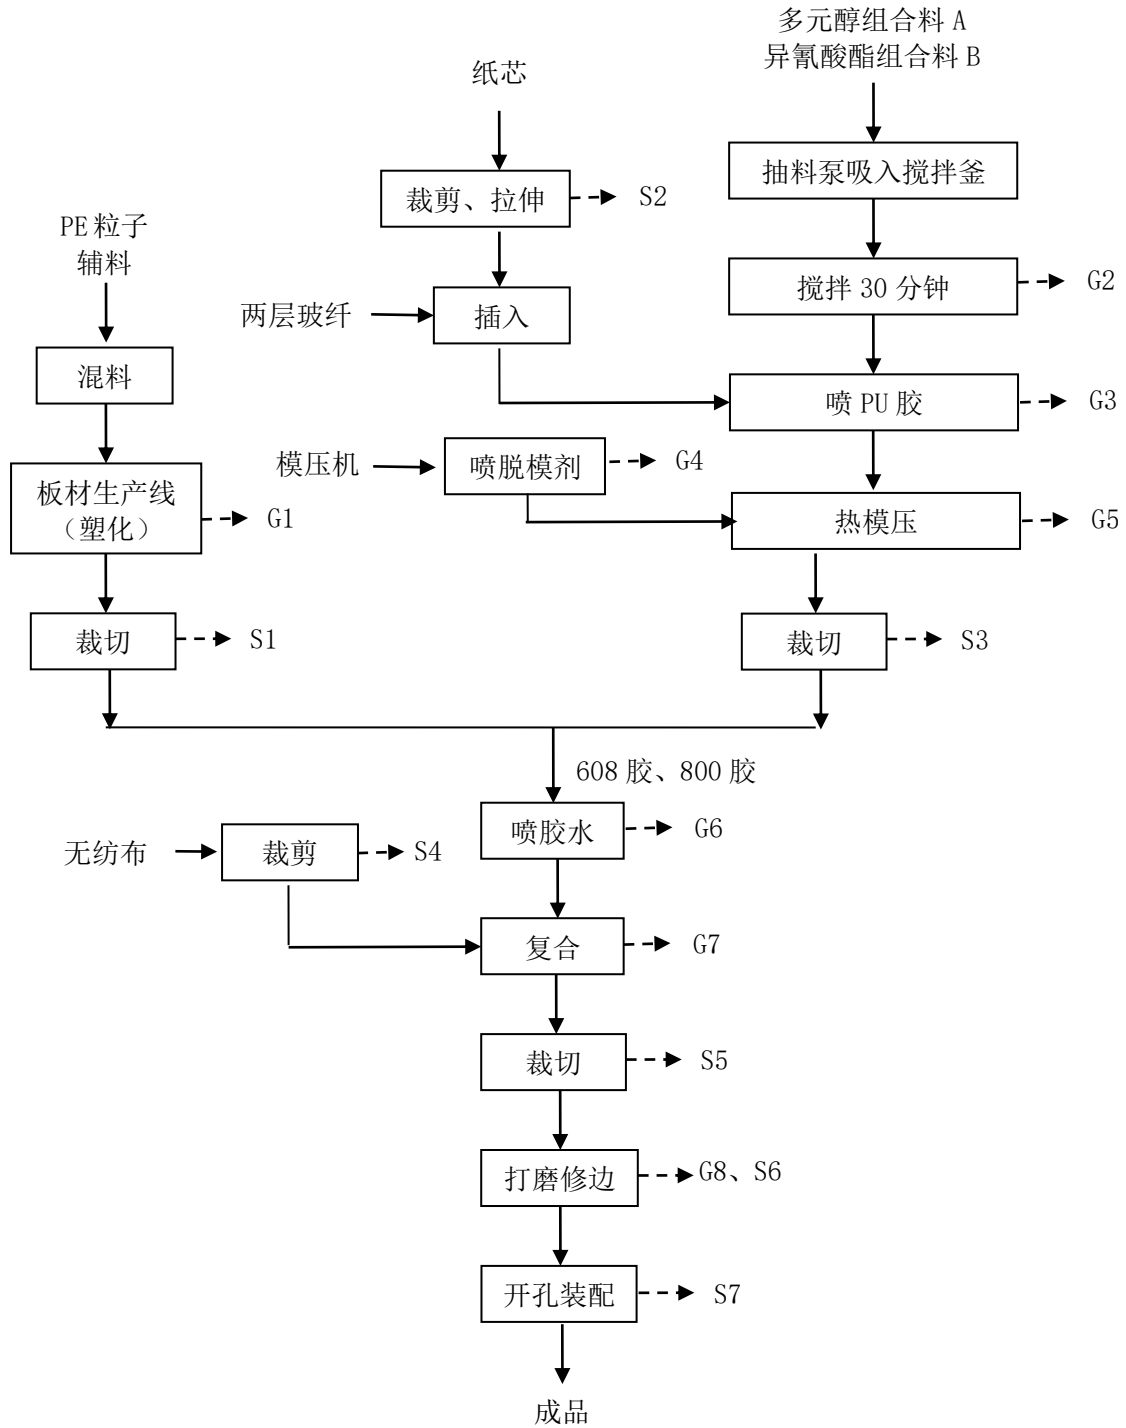 多元醇组合料 A
异氰酸酯组合料 B
纸芯
抽料泵吸入搅拌釜
裁剪、拉伸
S2
PE 粒子
辅料
搅拌 30 分钟
G2
两层玻纤
插入
混料
喷 PU 胶
G3
模压机
喷脱模剂
G4
板材生产线
（塑化）
G1
热模压
G5
裁切
S1
裁切
S3
608 胶、800 胶
喷胶水
G6
无纺布
裁剪
S4
复合
G7
裁切
S5
打磨修边
G8、S6
开孔装配
S7
成品